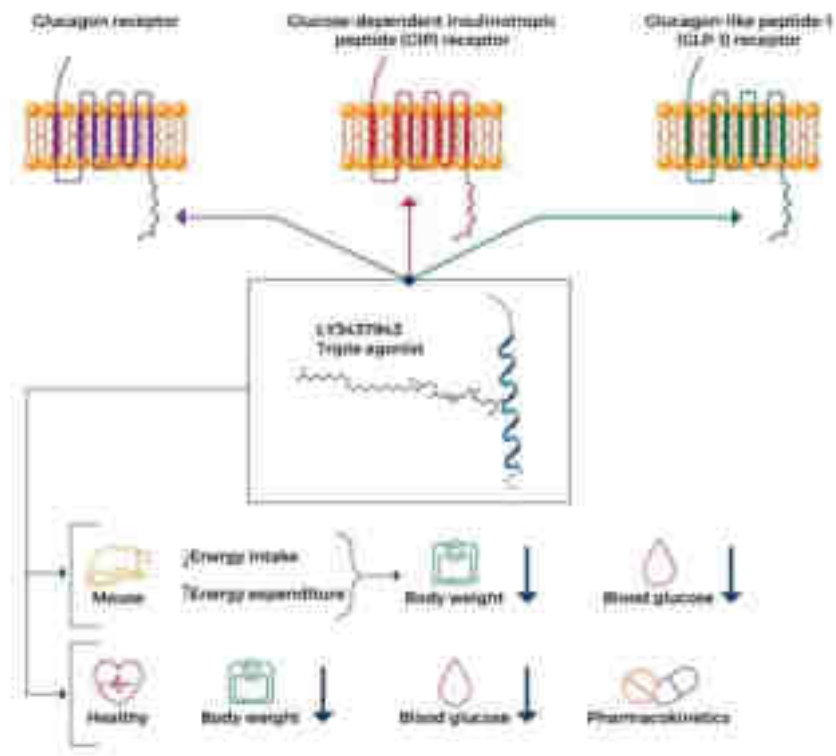 Glucagon receptor
Glucose-dependent insulinotropic
peptide (GIP) receptor
Glucagon-like peptide-1
(GLP-1) receptor
LY3437943
Triple agonist
↓Energy intake
↑Energy expenditure
Mouse
Body weight
Blood glucose
Healthy
Body weight
Blood glucose
Pharmacokinetics